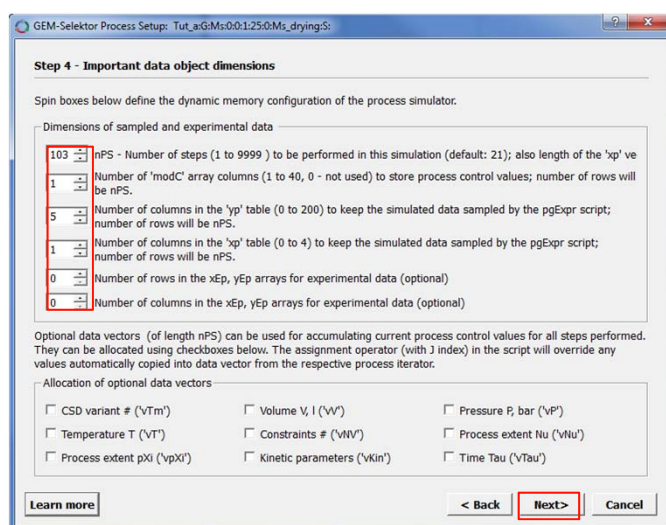 GEM-Selektor Process Setup: Tut_a:G:Ms:0:0:1:25:0:Ms_drying:S:
Step 4 - Important data object dimensions
Spin boxes below define the dynamic memory configuration of the process simulator.
Dimensions of sampled and experimental data
103 nPS - Number of steps (1 to 9999 ) to be performed in this simulation (default: 21); also length of the 'xp' ve
1 Number of 'modC' array columns (1 to 40, 0 - not used) to store process control values; number of rows will
be nPS.
5 Number of columns in the 'yp' table (0 to 200) to keep the simulated data sampled by the pgExpr script;
number of rows will be nPS.
1 Number of columns in the 'xp' table (0 to 4) to keep the simulated data sampled by the pgExpr script;
number of rows will be nPS.
0 Number of rows in the xEp, yEp arrays for experimental data (optional)
0 Number of columns in the xEp, yEp arrays for experimental data (optional)
Optional data vectors (of length nPS) can be used for accumulating current process control values for all steps performed.
They can be allocated using checkboxes below. The assignment operator (with J index) in the script will override any
values automatically copied into data vector from the respective process iterator.
Allocation of optional data vectors
CSD variant # ('vTm') Volume V, l ('vV') Pressure P, bar ('vP')
Temperature T ('vT') Constraints # ('vNV') Process extent Nu ('vNu')
Process extent pXi ('vpXi') Kinetic parameters ('vKin') Time Tau ('vTau')
Learn more < Back Next> Cancel